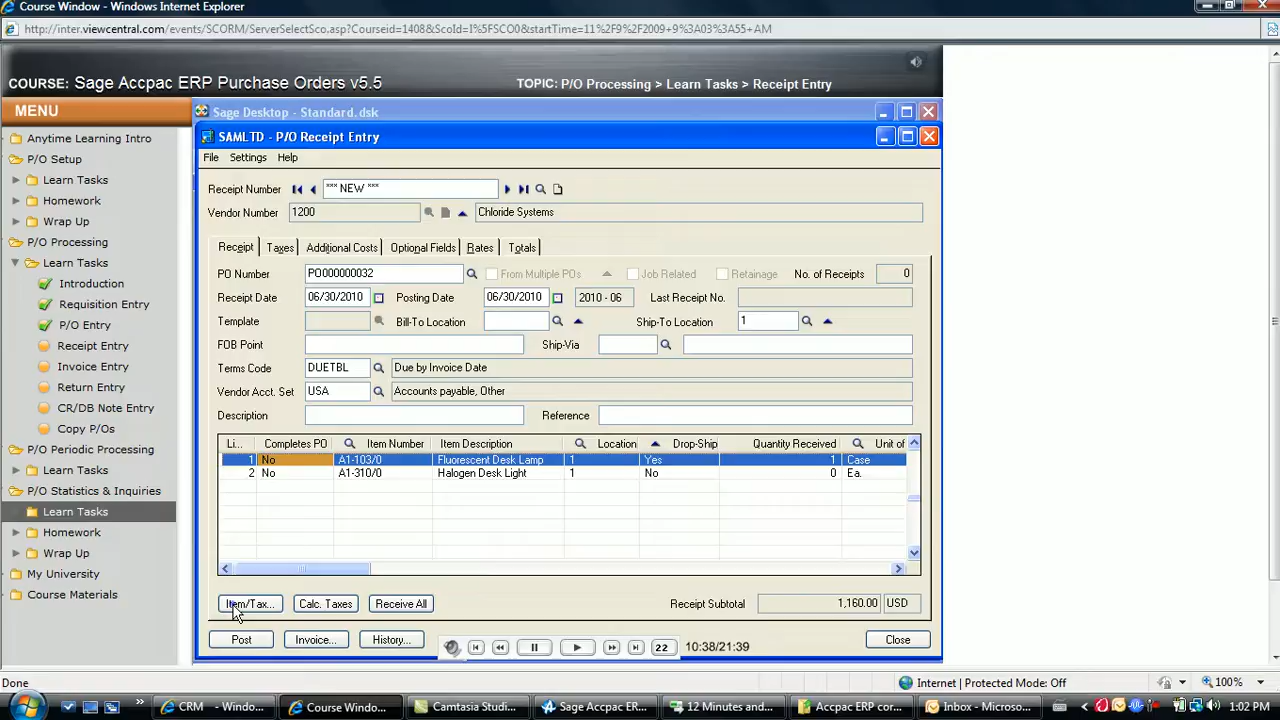 Course Window - Windows Internet Explorer
http://inter.viewcentral.com/events/SCORM/ServerSelectSco.asp?Courseid=1408&ScoId=I%5FSCO0&startTime=11%2F9%2F2009+9%3A03%3A55+AM
COURSE: Sage Accpac ERP Purchase Orders v5.5
TOPIC: P/O Processing > Learn Tasks > Receipt Entry
MENU
Anytime Learning Intro
P/O Setup
Learn Tasks
Homework
Wrap Up
P/O Processing
Learn Tasks
Introduction
Requisition Entry
P/O Entry
Receipt Entry
Invoice Entry
Return Entry
CR/DB Note Entry
Copy P/Os
P/O Periodic Processing
Learn Tasks
P/O Statistics & Inquiries
Learn Tasks
Homework
Wrap Up
My University
Course Materials
Sage Desktop - Standard.dsk
SAMLTD - P/O Receipt Entry
File Settings Help
Receipt Number *** NEW ***
Vendor Number 1200 Chloride Systems
Receipt Taxes Additional Costs Optional Fields Rates Totals
PO Number PO000000032 From Multiple POs Job Related Retainage No. of Receipts 0
Receipt Date 06/30/2010 Posting Date 06/30/2010 2010 - 06 Last Receipt No.
Template Bill-To Location Ship-To Location 1
FOB Point Ship-Via
Terms Code DUETBL Due by Invoice Date
Vendor Acct. Set USA Accounts payable, Other
Description Reference
Li... Completes PO Item Number Item Description Location Drop-Ship Quantity Received Unit of
1 No A1-103/0 Fluorescent Desk Lamp 1 Yes 1 Case
2 No A1-310/0 Halogen Desk Light 1 No 0 Ea.
Item/Tax... Calc. Taxes Receive All Receipt Subtotal 1,160.00 USD
Post Invoice... History... 22 10:38/21:39 Close
Done Internet | Protected Mode: Off 100%
CRM - Windo... Course Windo... Camtasia Studi... Sage Accpac ER... 12 Minutes and... Accpac ERP cor... Inbox - Microso... 1:02 PM